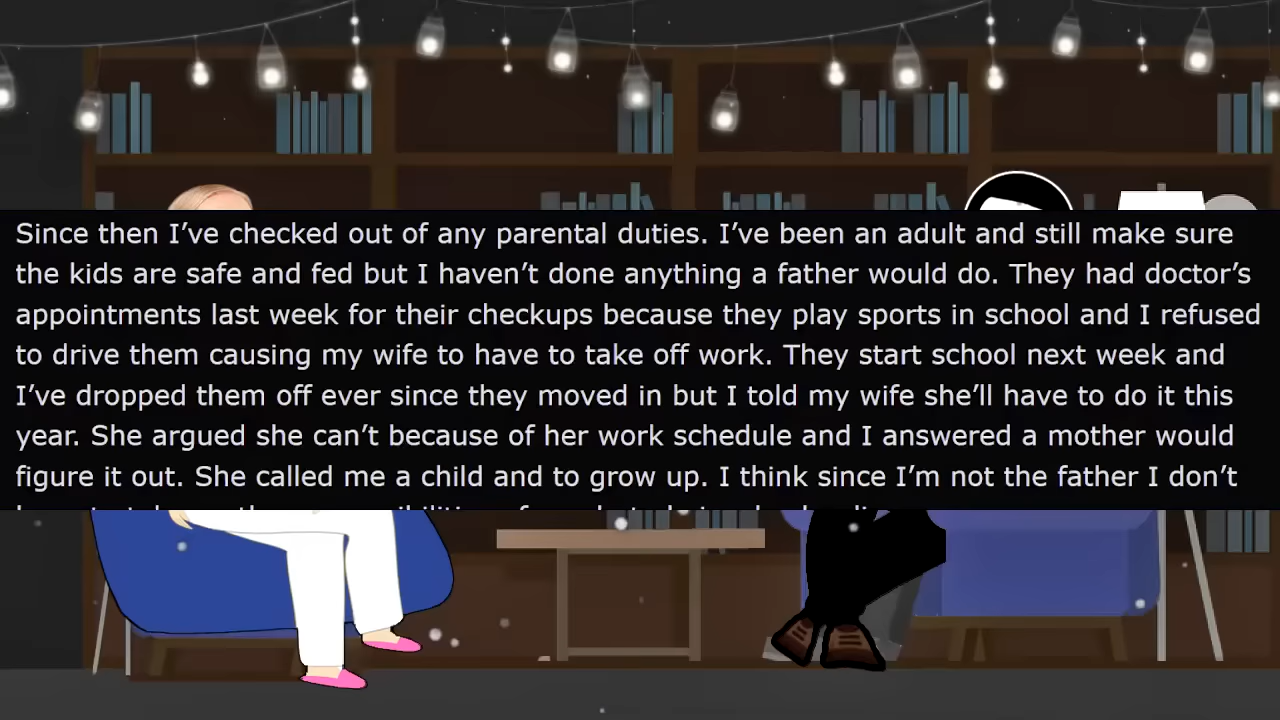 Since then I’ve checked out of any parental duties. I’ve been an adult and still make sure
the kids are safe and fed but I haven’t done anything a father would do. They had doctor’s
appointments last week for their checkups because they play sports in school and I refused
to drive them causing my wife to have to take off work. They start school next week and
I’ve dropped them off ever since they moved in but I told my wife she’ll have to do it this
year. She argued she can’t because of her work schedule and I answered a mother would
figure it out. She called me a child and to grow up. I think since I’m not the father I don’t